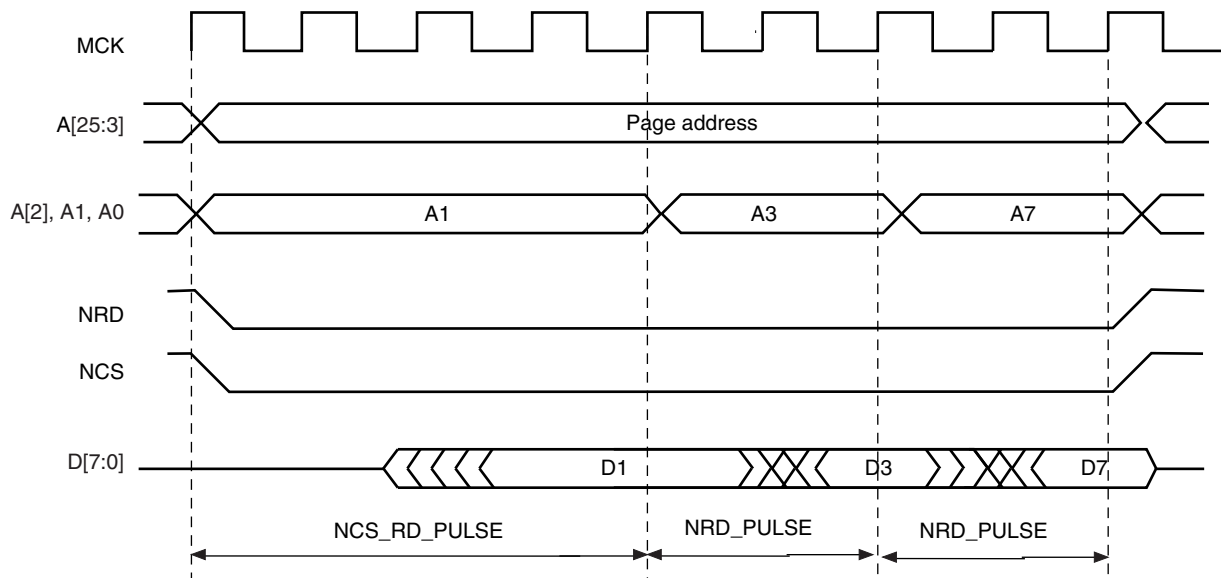 MCK
A[25:3]
Page address
A[2], A1, A0
A1
A3
A7
NRD
NCS
D[7:0]
D1
D3
D7
NCS_RD_PULSE
NRD_PULSE
NRD_PULSE